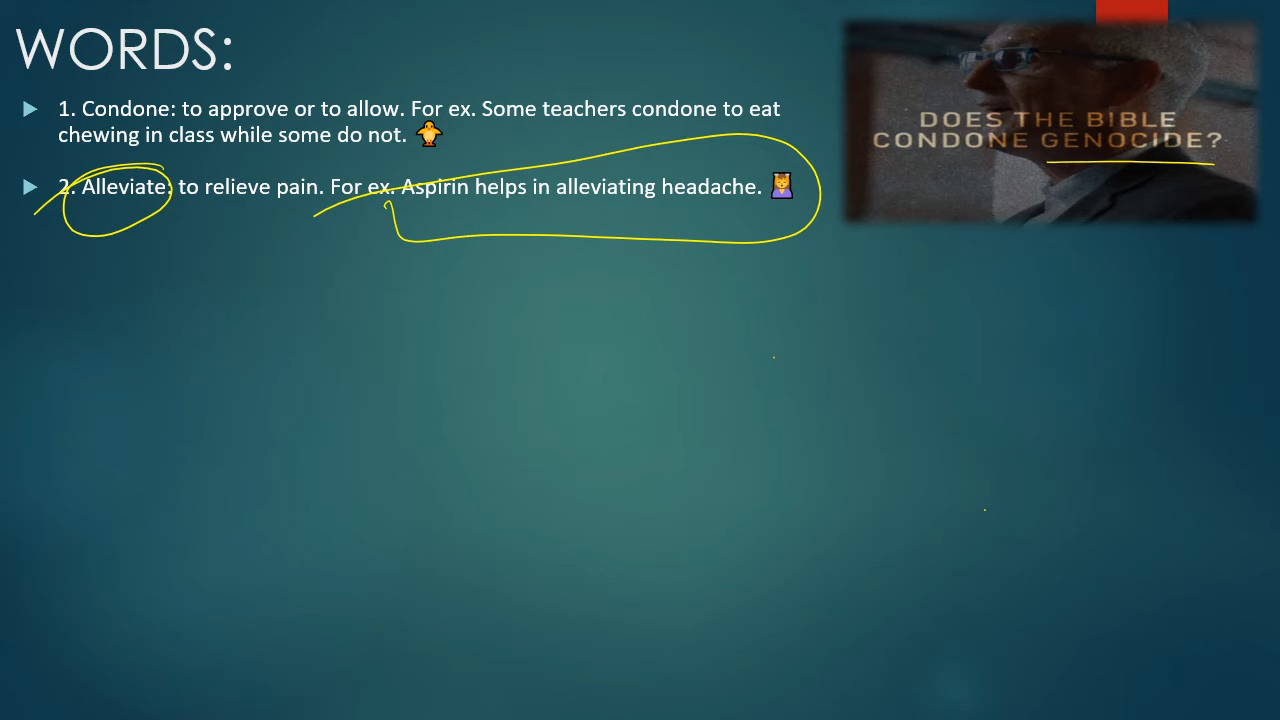 WORDS:
1. Condone: to approve or to allow. For ex. Some teachers condone to eat
chewing in class while some do not. 🐥
2. Alleviate: to relieve pain. For ex. Aspirin helps in alleviating headache. 💆
DOES THE BIBLE
CONDONE GENOCIDE?